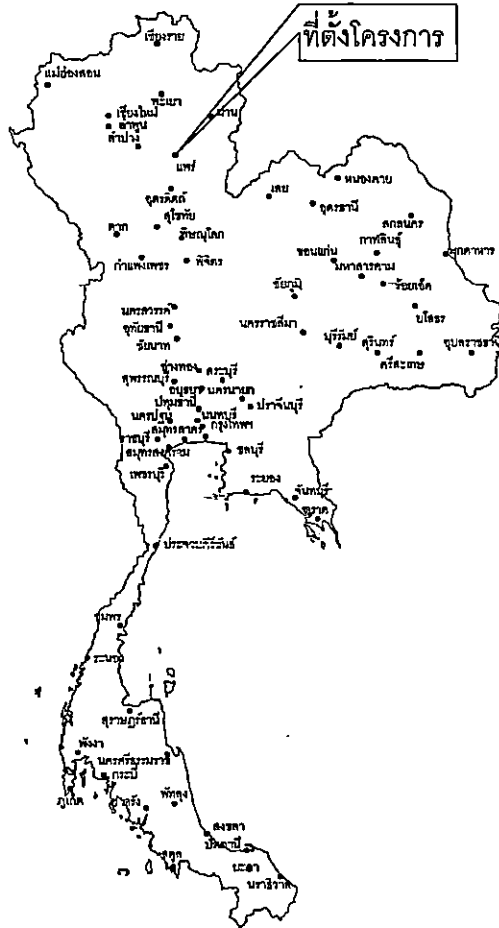 ที่ตั้งโครงการ
เชียงราย
แม่ฮ่องสอน
พะเยา
เชียงใหม่
น่าน
ลำพูน
ลำปาง
แพร่
หนองคาย
เลย
อุดรธานี
อุตรดิตถ์
สุโขทัย
สกลนคร
ตาก
พิษณุโลก
กาฬสินธุ์
มุกดาหาร
ขอนแก่น
กำแพงเพชร
พิจิตร
มหาสารคาม
ร้อยเอ็ด
ชัยภูมิ
นครสวรรค์
ยโสธร
อุทัยธานี
นครราชสีมา
บุรีรัมย์
สุรินทร์
อุบลราชธานี
ชัยนาท
ศรีสะเกษ
อ่างทอง
สระบุรี
สุพรรณบุรี
อยุธยา
นครนายก
ปทุมธานี
ปราจีนบุรี
นครปฐม
นนทบุรี
กรุงเทพฯ
ราชบุรี
สมุทรสาคร
สมุทรสงคราม
ชลบุรี
เพชรบุรี
ระยอง
จันทบุรี
ตราด
ประจวบคีรีขันธ์
ชุมพร
ระนอง
สุราษฎร์ธานี
พังงา
นครศรีธรรมราช
กระบี่
ภูเก็ต
ตรัง
พัทลุง
สงขลา
ปัตตานี
สตูล
ยะลา
นราธิวาส